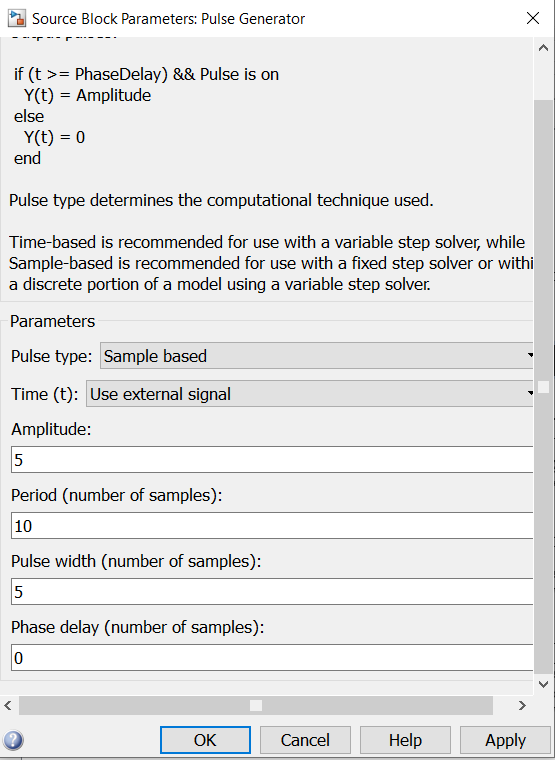 Source Block Parameters: Pulse Generator
if (t >= PhaseDelay) && Pulse is on
Y(t) = Amplitude
else
Y(t) = 0
end
Pulse type determines the computational technique used.
Time-based is recommended for use with a variable step solver, while
Sample-based is recommended for use with a fixed step solver or withi
a discrete portion of a model using a variable step solver.
Parameters
Pulse type: Sample based
Time (t): Use external signal
Amplitude:
5
Period (number of samples):
10
Pulse width (number of samples):
5
Phase delay (number of samples):
0
OK Cancel Help Apply